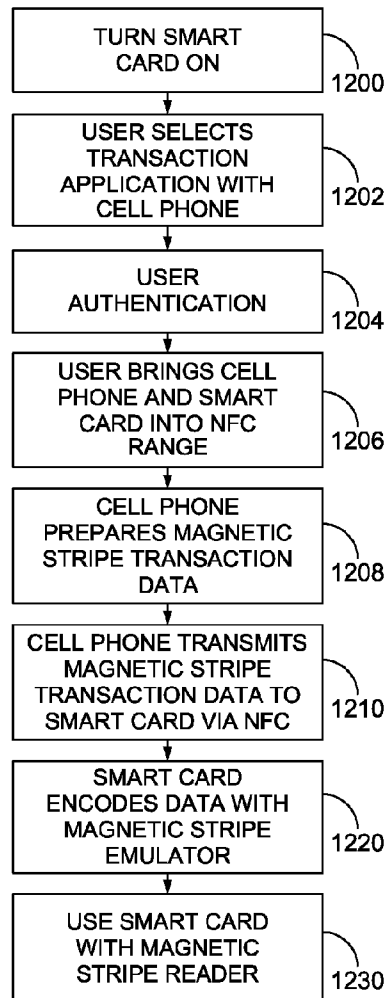 TURN SMART
CARD ON
1200
USER SELECTS
TRANSACTION
APPLICATION WITH
CELL PHONE
1202
USER
AUTHENTICATION
1204
USER BRINGS CELL
PHONE AND SMART
CARD INTO NFC
RANGE
1206
CELL PHONE
PREPARES MAGNETIC
STRIPE TRANSACTION
DATA
1208
CELL PHONE TRANSMITS
MAGNETIC STRIPE
TRANSACTION DATA TO
SMART CARD VIA NFC
1210
SMART CARD
ENCODES DATA WITH
MAGNETIC STRIPE
EMULATOR
1220
USE SMART CARD
WITH MAGNETIC
STRIPE READER
1230